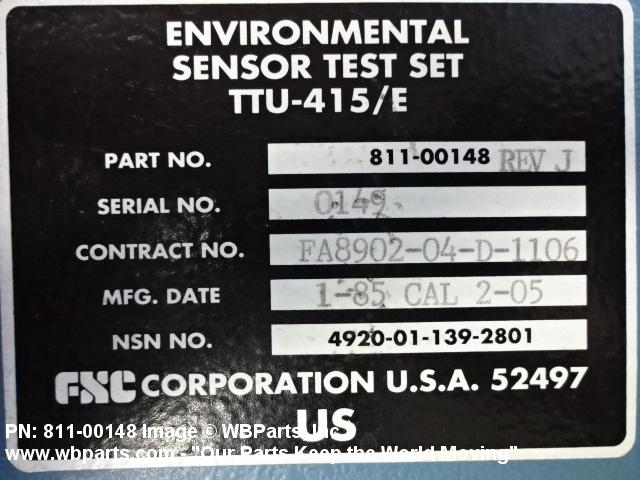 ENVIRONMENTAL
SENSOR TEST SET
TTU-415/E
PART NO. 811-00148 REV J
SERIAL NO. 0149
CONTRACT NO. FA8902-04-D-1106
MFG. DATE 1-85 CAL 2-05
NSN NO. 4920-01-139-2801
FXC CORPORATION U.S.A. 52497
US
PN: 811-00148 Image © WBParts, Inc
www.wbparts.com - "Our Parts Keep the World Moving"